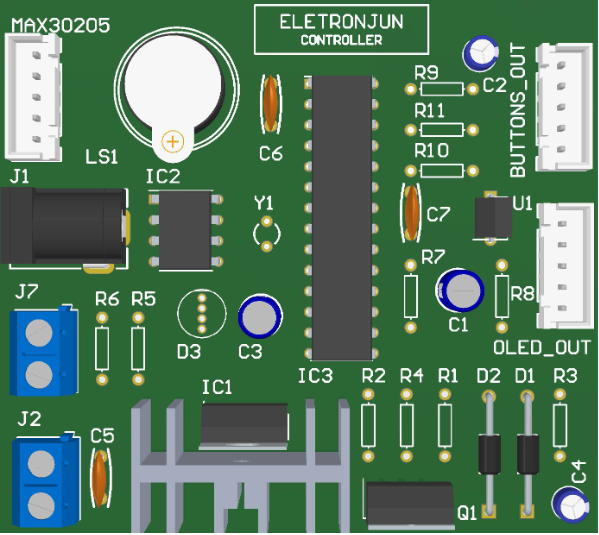 MAX30205
ELETRONJUN
CONTROLLER
C2
R9
R11
R10
BUTTONS_OUT
LS1
C6
J1
IC2
Y1
C7
U1
J7
R6
R5
D3
C3
R7
C1
R8
OLED_OUT
IC1
IC3
R2
R4
R1
D2
D1
R3
J2
C5
Q1
C4